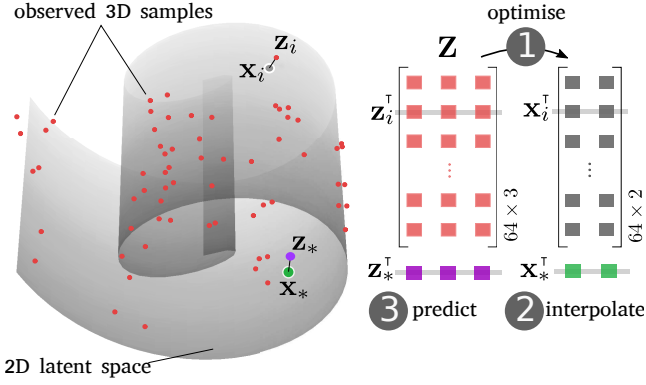 observed 3D samples
z_i
x_i
z_*
x_*
2D latent space
optimise
Z
1
z_i^⊤
x_i^⊤
⋮
⋮
64 × 3
64 × 2
z_*^⊤
x_*^⊤
3 predict
2 interpolate